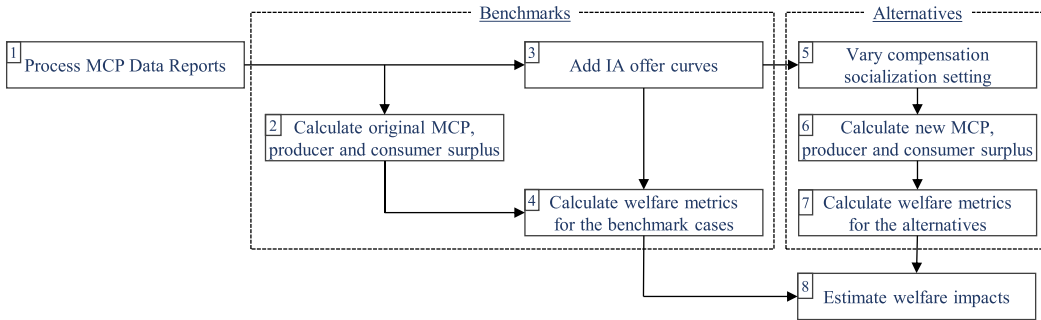 Benchmarks
Alternatives
1
Process MCP Data Reports
3
Add IA offer curves
5
Vary compensation
socialization setting
2
Calculate original MCP,
producer and consumer surplus
6
Calculate new MCP,
producer and consumer surplus
4
Calculate welfare metrics
for the benchmark cases
7
Calculate welfare metrics
for the alternatives
8
Estimate welfare impacts